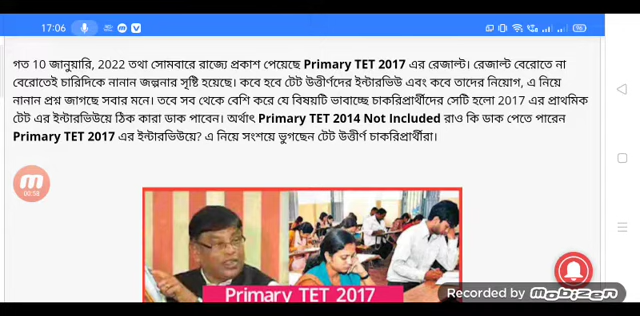 17:06
96
গত 10 জানুয়ারি, 2022 তথা সোমবারে রাজ্যে প্রকাশ পেয়েছে Primary TET 2017 এর রেজাল্ট। রেজাল্ট বেরোতে না
বেরোতেই চারিদিকে নানান জল্পনার সৃষ্টি হয়েছে। কবে হবে টেট উত্তীর্ণদের ইন্টারভিউ এবং কবে তাদের নিয়োগ, এ নিয়ে
নানান প্রশ্ন জাগছে সবার মনে। তবে সব থেকে বেশি করে যে বিষয়টি ভাবাচ্ছে চাকরিপ্রার্থীদের সেটি হলো 2017 এর প্রাথমিক
টেট এর ইন্টারভিউয়ে ঠিক কারা ডাক পাবেন। অর্থাৎ Primary TET 2014 Not Included রাও কি ডাক পেতে পারেন
Primary TET 2017 এর ইন্টারভিউয়ে? এ নিয়ে সংশয়ে ভুগছেন টেট উত্তীর্ণ চাকরিপ্রার্থীরা।
00:58
Primary TET 2017
Recorded by Mobizen